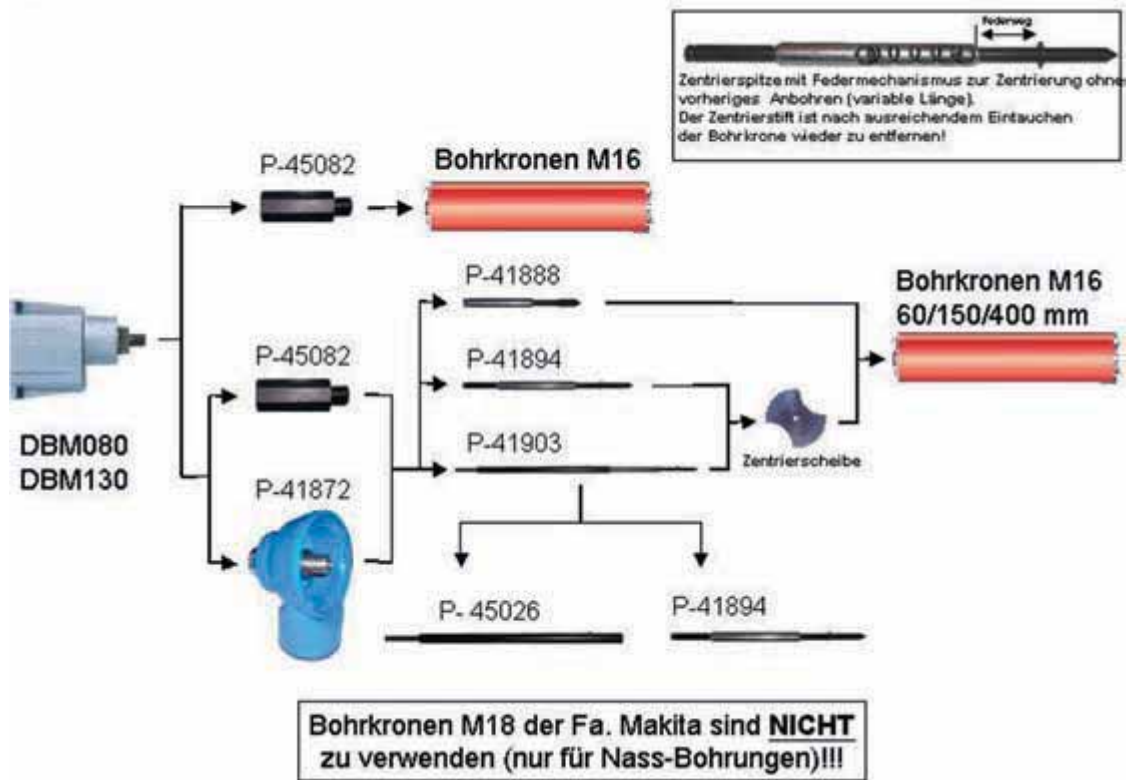 Federweg
Zentrierspitze mit Federmechanismus zur Zentrierung ohne
vorheriges Anbohren (variable Länge).
Der Zentrierstift ist nach ausreichendem Eintauchen
der Bohrkrone wieder zu entfernen!
P-45082
Bohrkronen M16
P-41888
Bohrkronen M16
60/150/400 mm
P-45082
P-41894
DBM080
DBM130
P-41903
Zentrierscheibe
P-41872
P- 45026
P-41894
Bohrkronen M18 der Fa. Makita sind NICHT
zu verwenden (nur für Nass-Bohrungen)!!!